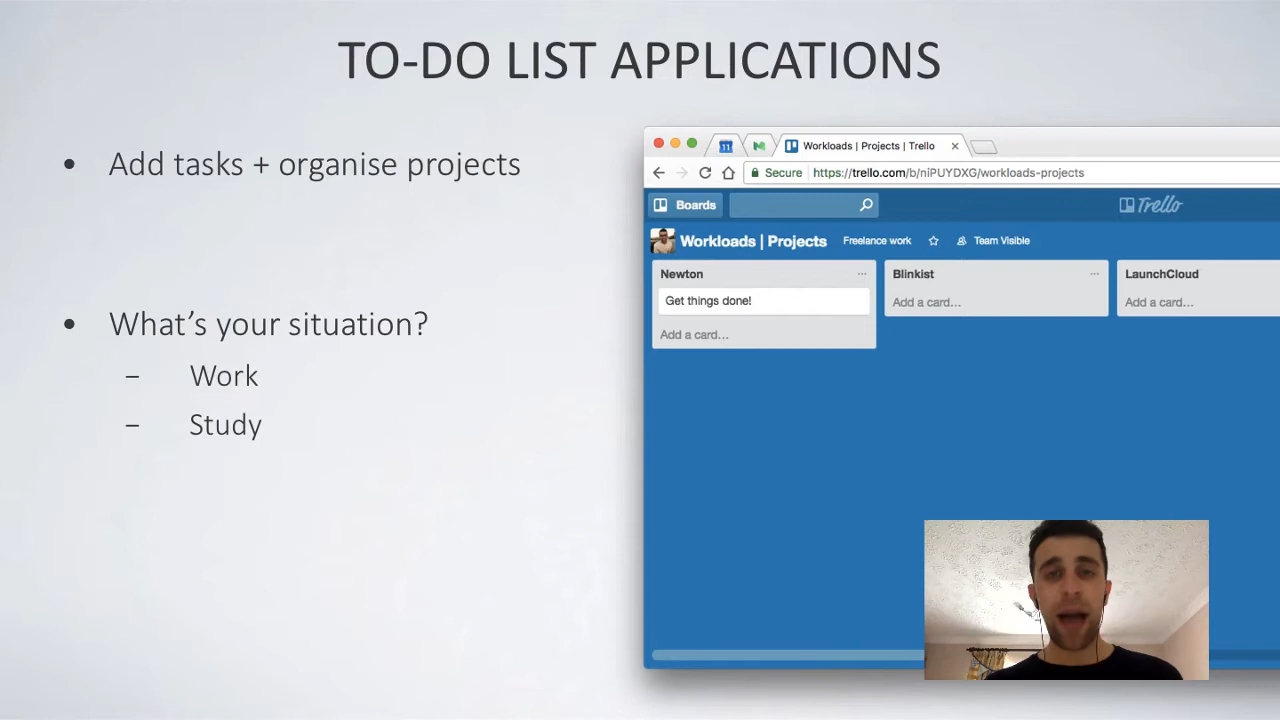 TO-DO LIST APPLICATIONS
• Add tasks + organise projects
• What's your situation?
– Work
– Study
11
Workloads | Projects | Trello
Secure https://trello.com/b/niPUYDXG/workloads-projects
Boards
Trello
Workloads | Projects Freelance work Team Visible
Newton
Get things done!
Add a card...
Blinkist
Add a card...
LaunchCloud
Add a card...